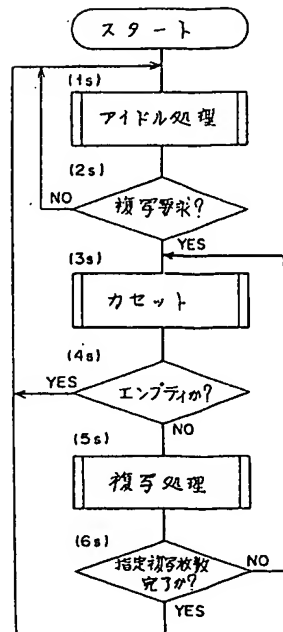 スタート
(1s)
アイドル処理
(2s)
複写要求?
NO
YES
(3s)
カセット
(4s)
YES
エンプティか?
NO
(5s)
複写処理
(6s)
指定複写枚数
完了か?
NO
YES